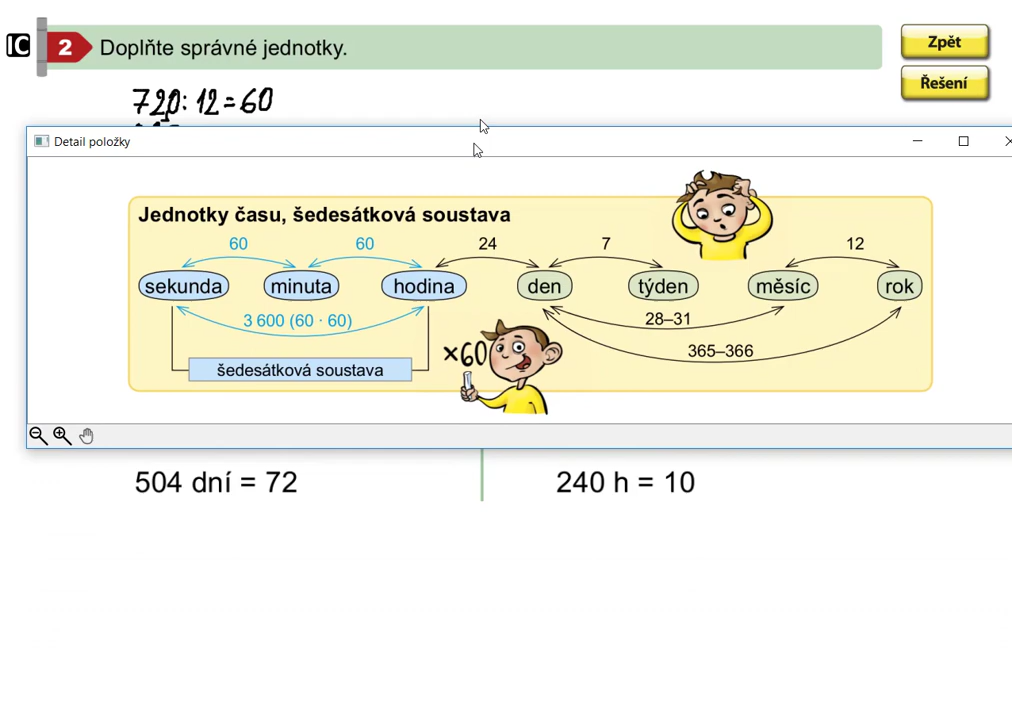 IC
2 Doplňte správné jednotky.
Zpět
Řešení
720: 12 = 60
Detail položky
Jednotky času, šedesátková soustava
60 60 24 7 12
sekunda minuta hodina den týden měsíc rok
3 600 (60 · 60)
28–31
365–366
×60
šedesátková soustava
504 dní = 72
240 h = 10